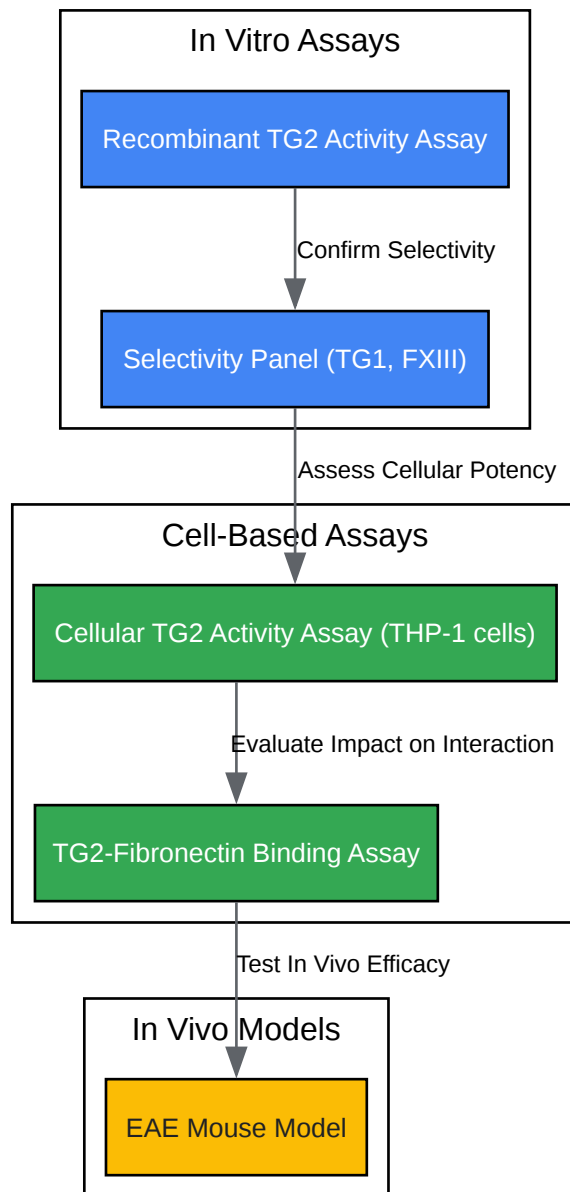 In Vitro Assays
Recombinant TG2 Activity Assay
Confirm Selectivity
Selectivity Panel (TG1, FXIII)
Assess Cellular Potency
Cell-Based Assays
Cellular TG2 Activity Assay (THP-1 cells)
Evaluate Impact on Interaction
TG2-Fibronectin Binding Assay
Test In Vivo Efficacy
In Vivo Models
EAE Mouse Model